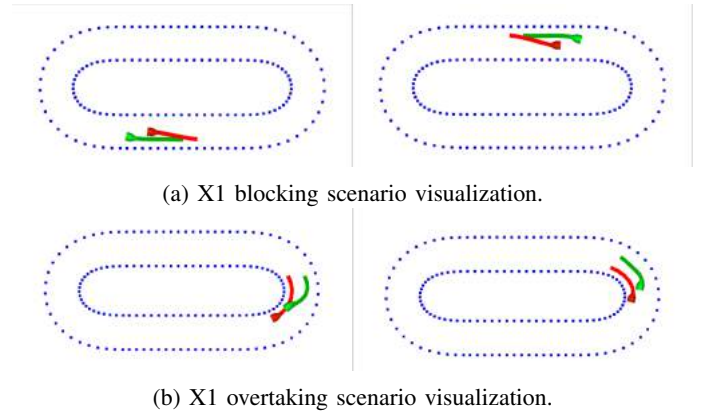 (a) X1 blocking scenario visualization.
(b) X1 overtaking scenario visualization.